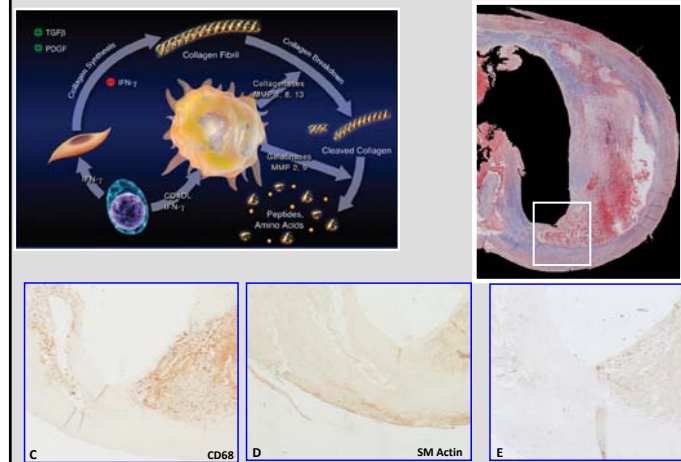 TGFβ
PDGF
Collagen Synthesis
IFN-γ
Collagen Fibril
Collagen Breakdown
Collagenases
MMP 1, 8, 13
Cleaved Collagen
Gelatinases
MMP 2, 9
IFN-γ
CD40L
IFN-γ
Peptides,
Amino Acids
C
CD68
D
SM Actin
E